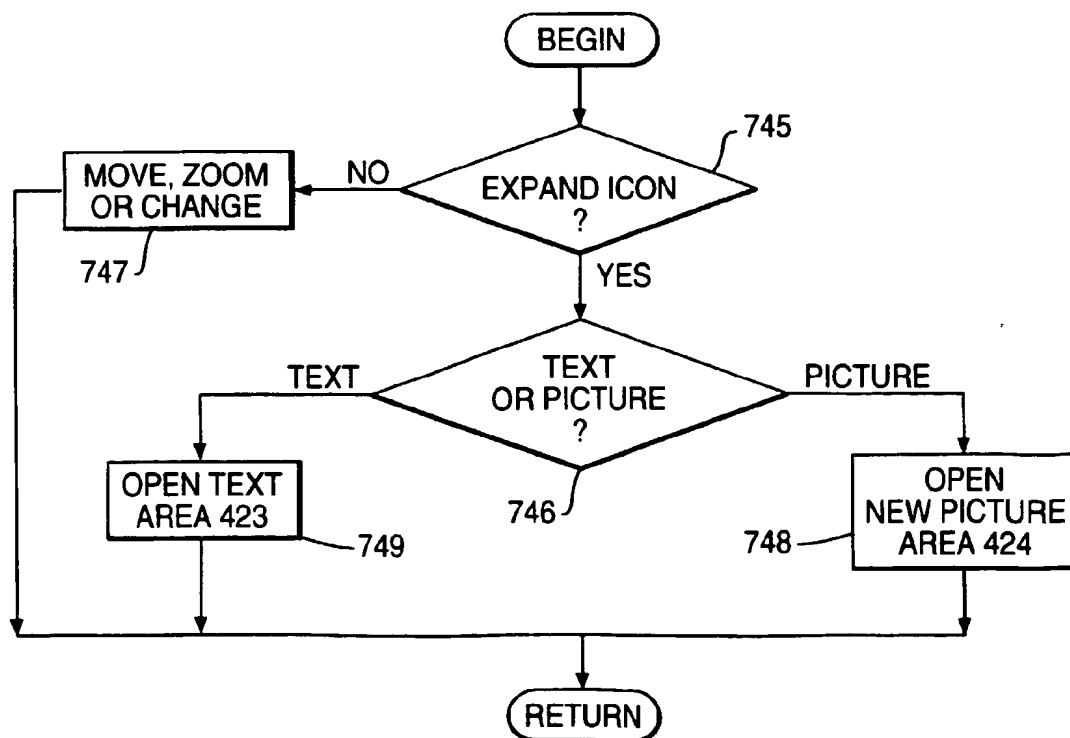 BEGIN
745
EXPAND ICON
?
NO
MOVE, ZOOM
OR CHANGE
747
YES
TEXT
OR PICTURE
?
TEXT
PICTURE
746
OPEN TEXT
AREA 423
749
OPEN
NEW PICTURE
AREA 424
748
RETURN